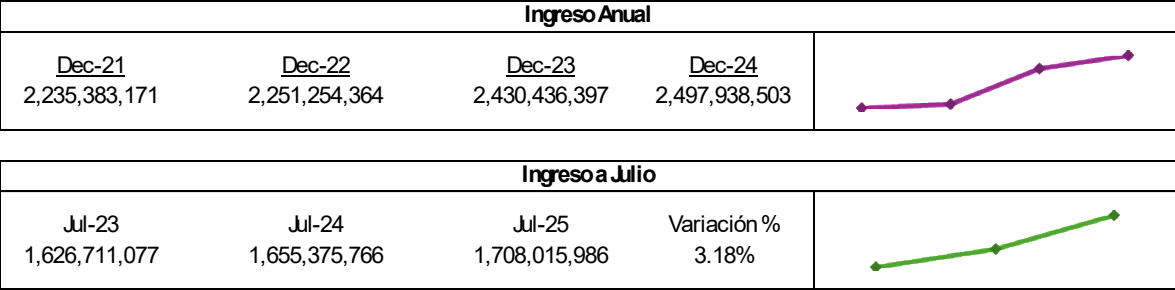 Ingreso Anual
Dec-21 Dec-22 Dec-23 Dec-24
2,235,383,171 2,251,254,364 2,430,436,397 2,497,938,503
Ingreso a Julio
Jul-23 Jul-24 Jul-25 Variación %
1,626,711,077 1,655,375,766 1,708,015,986 3.18%